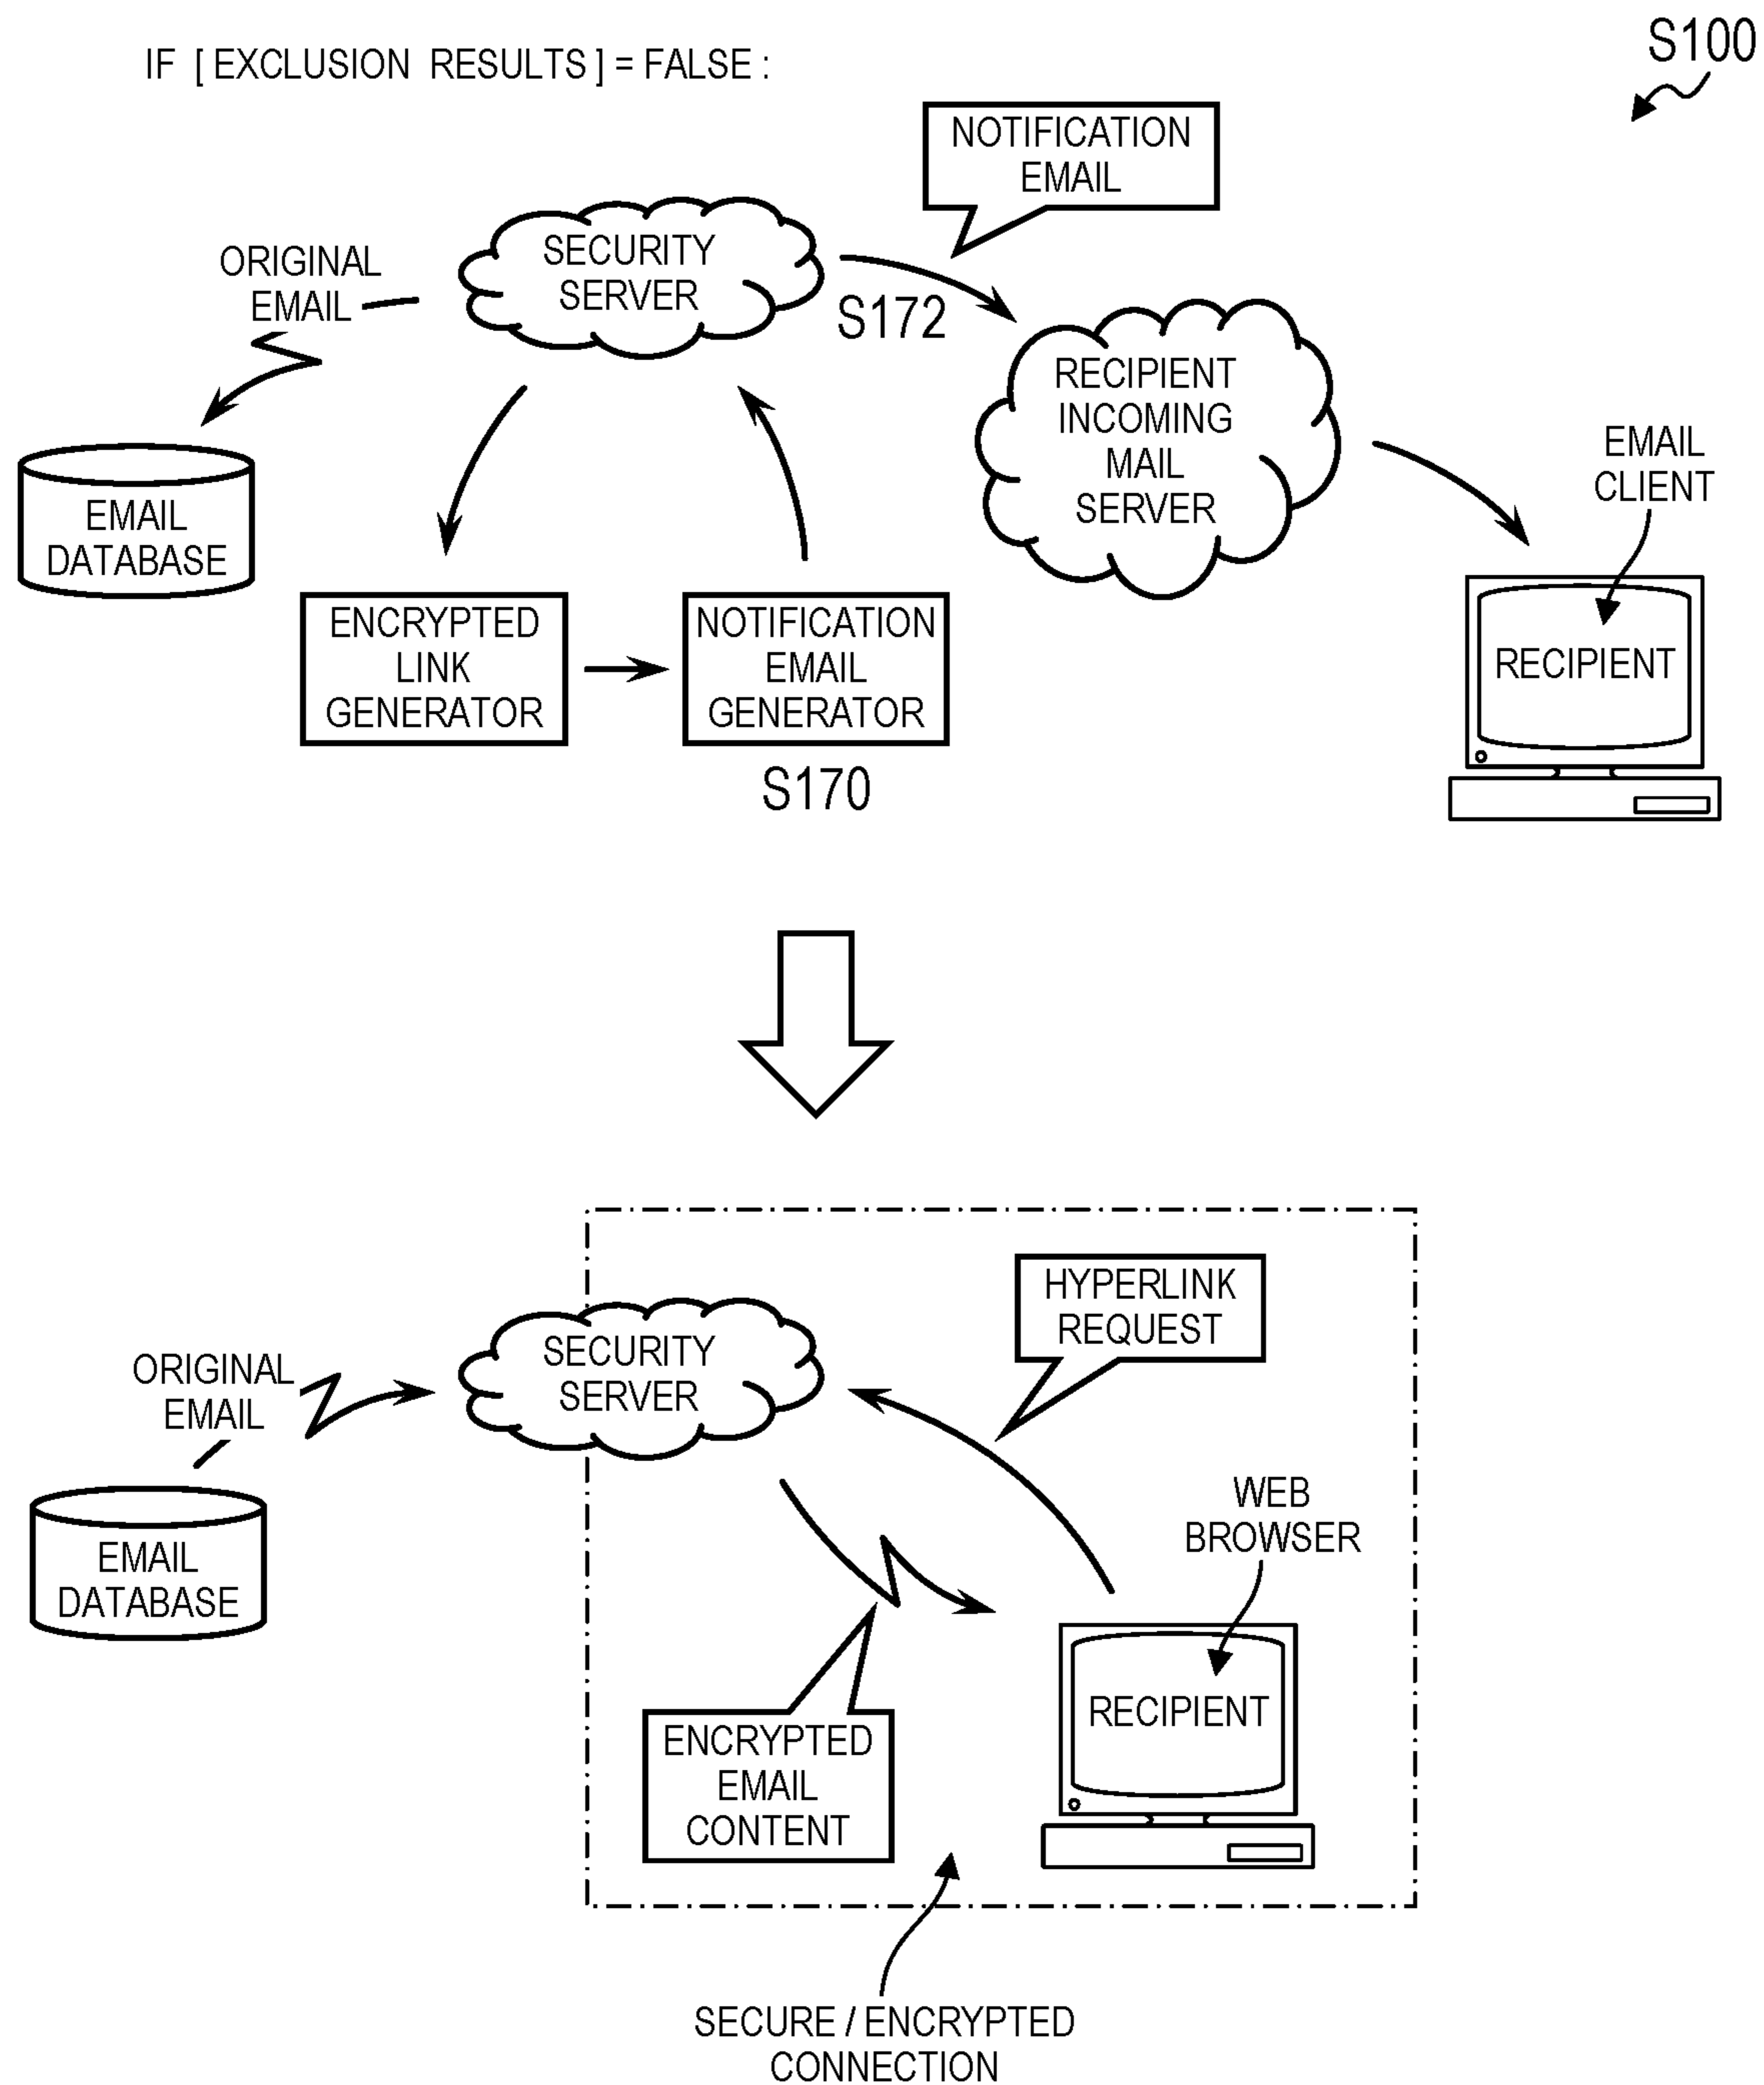 S100
IF [ EXCLUSION RESULTS ] = FALSE :
NOTIFICATION
EMAIL
SECURITY
SERVER
ORIGINAL
EMAIL
S172
RECIPIENT
INCOMING
MAIL
SERVER
EMAIL
CLIENT
EMAIL
DATABASE
ENCRYPTED
LINK
GENERATOR
NOTIFICATION
EMAIL
GENERATOR
RECIPIENT
S170
HYPERLINK
REQUEST
SECURITY
SERVER
ORIGINAL
EMAIL
WEB
BROWSER
EMAIL
DATABASE
RECIPIENT
ENCRYPTED
EMAIL
CONTENT
SECURE / ENCRYPTED
CONNECTION